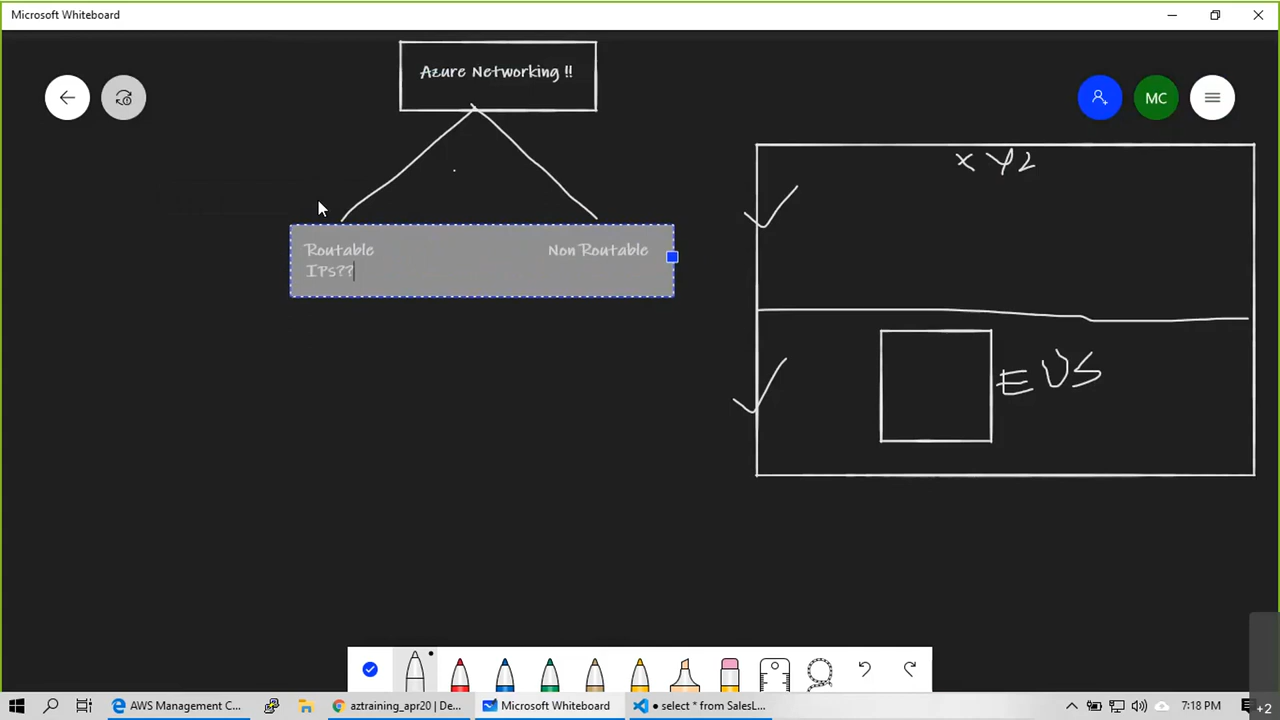 Microsoft Whiteboard
Azure Networking !!
MC
XYZ
Routable Non Routable
IPs??
EUS
AWS Management C...
aztraining_apr20 | De...
Microsoft Whiteboard
● select * from SalesL...
7:18 PM
+2